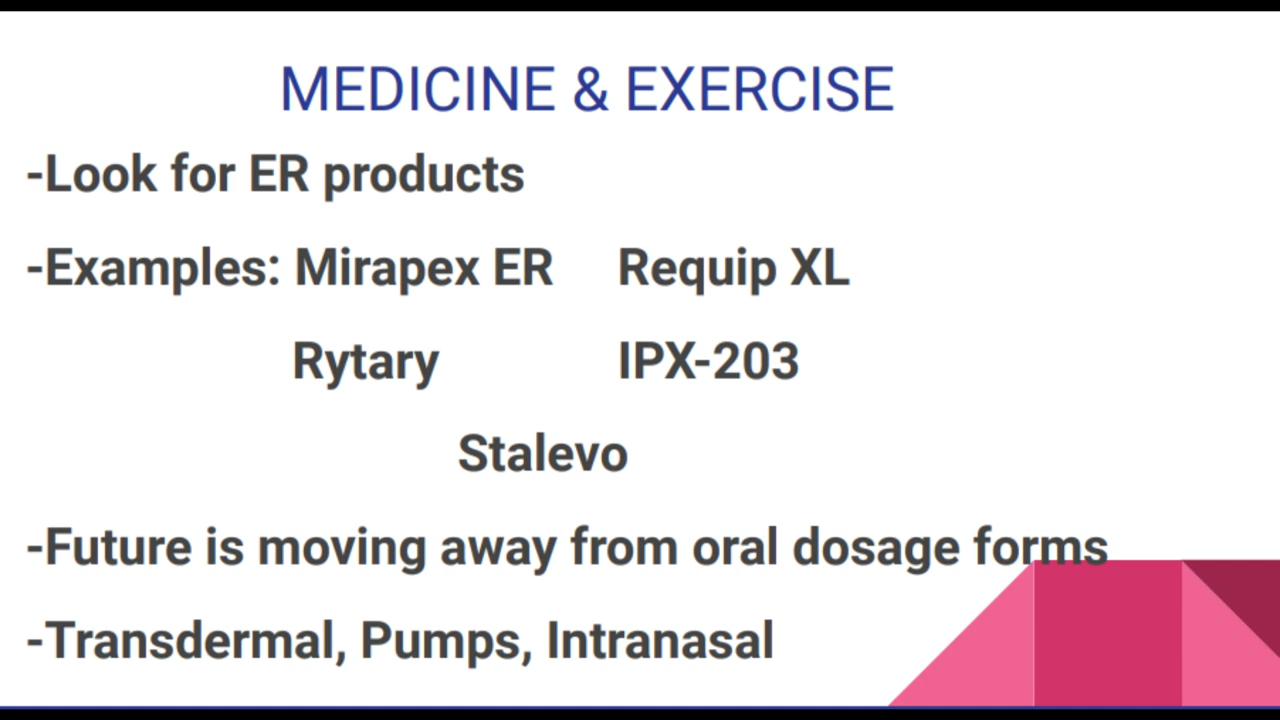 MEDICINE & EXERCISE
-Look for ER products
-Examples: Mirapex ER Requip XL
Rytary IPX-203
Stalevo
-Future is moving away from oral dosage forms
-Transdermal, Pumps, Intranasal